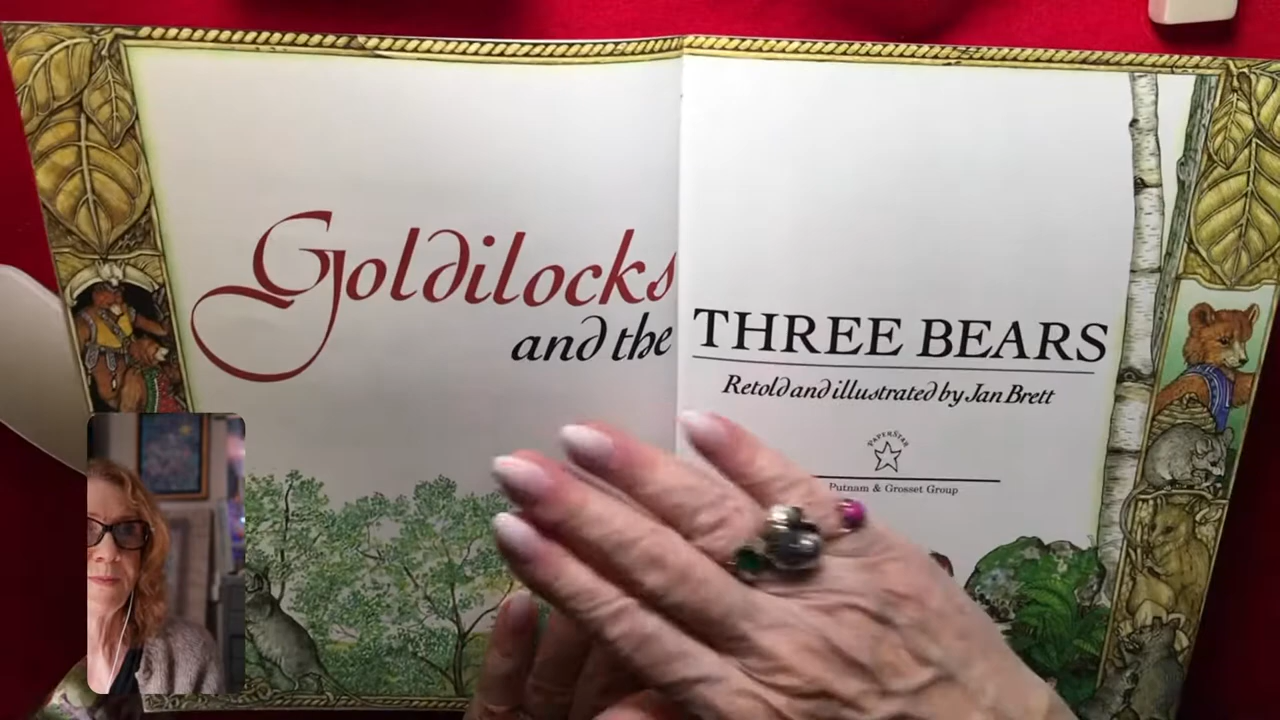 Goldilocks
and the
THREE BEARS
Retold and illustrated by Jan Brett
PAPERSTAR
Putnam & Grosset Group